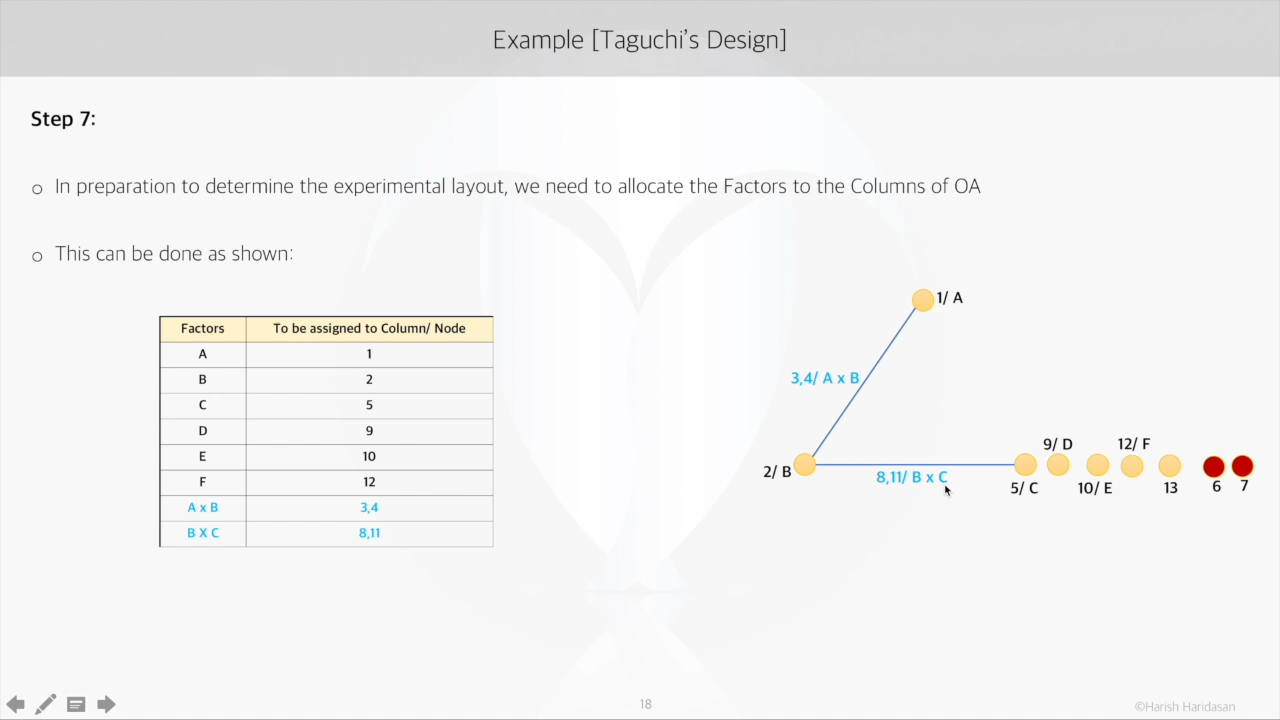 Example [Taguchi's Design]
Step 7:
o In preparation to determine the experimental layout, we need to allocate the Factors to the Columns of OA
o This can be done as shown:
Factors To be assigned to Column/ Node
A 1
B 2
C 5
D 9
E 10
F 12
A x B 3,4
B X C 8,11
1/ A
3,4/ A x B
9/ D 12/ F
2/ B
8,11/ B x C
5/ C 10/ E 13 6 7
18
©Harish Haridasan